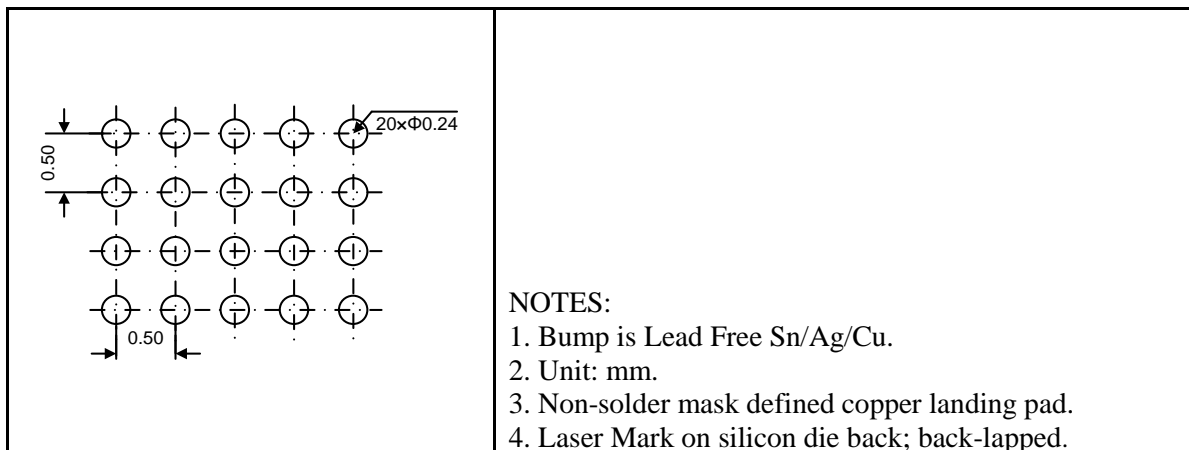 20×Φ0.24
0.50
0.50
NOTES:
1. Bump is Lead Free Sn/Ag/Cu.
2. Unit: mm.
3. Non-solder mask defined copper landing pad.
4. Laser Mark on silicon die back; back-lapped.